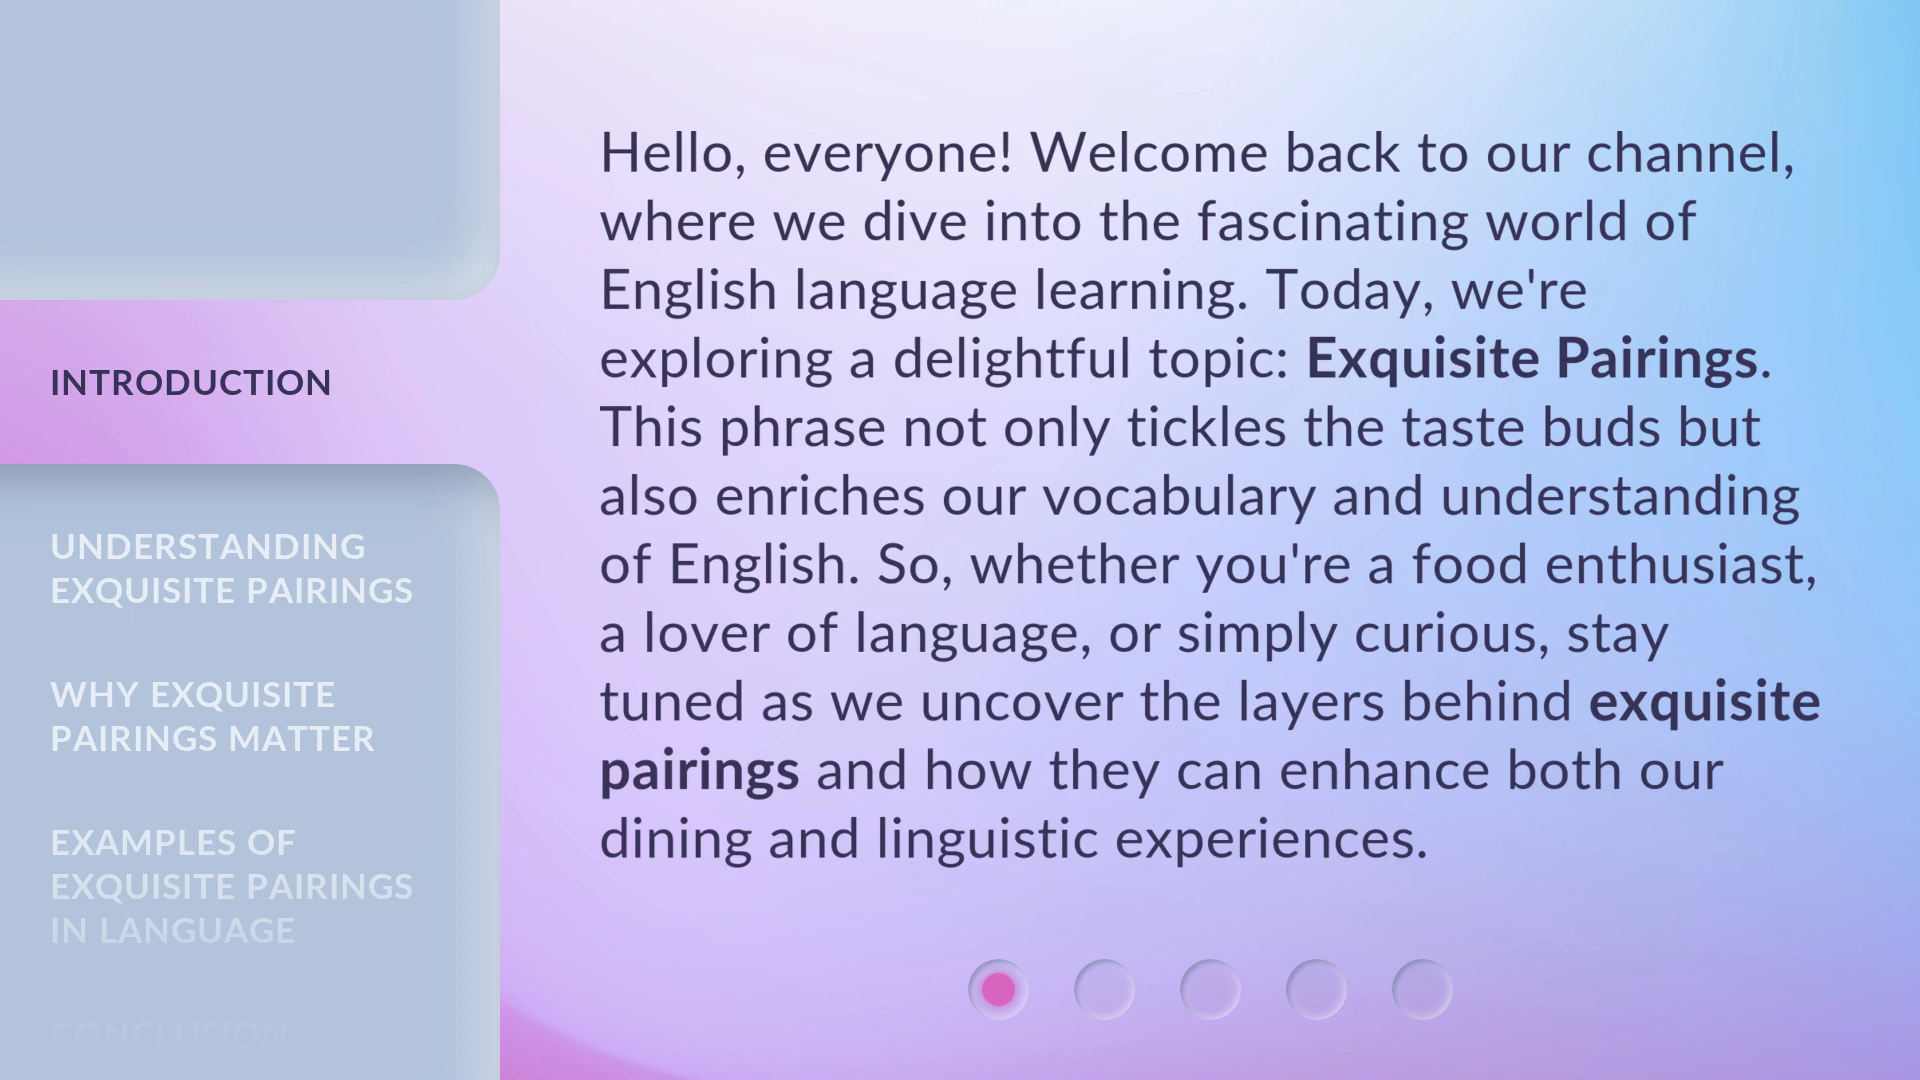 INTRODUCTION
UNDERSTANDING
EXQUISITE PAIRINGS
WHY EXQUISITE
PAIRINGS MATTER
EXAMPLES OF
EXQUISITE PAIRINGS
IN LANGUAGE
CONCLUSION
Hello, everyone! Welcome back to our channel,
where we dive into the fascinating world of
English language learning. Today, we're
exploring a delightful topic: Exquisite Pairings.
This phrase not only tickles the taste buds but
also enriches our vocabulary and understanding
of English. So, whether you're a food enthusiast,
a lover of language, or simply curious, stay
tuned as we uncover the layers behind exquisite
pairings and how they can enhance both our
dining and linguistic experiences.